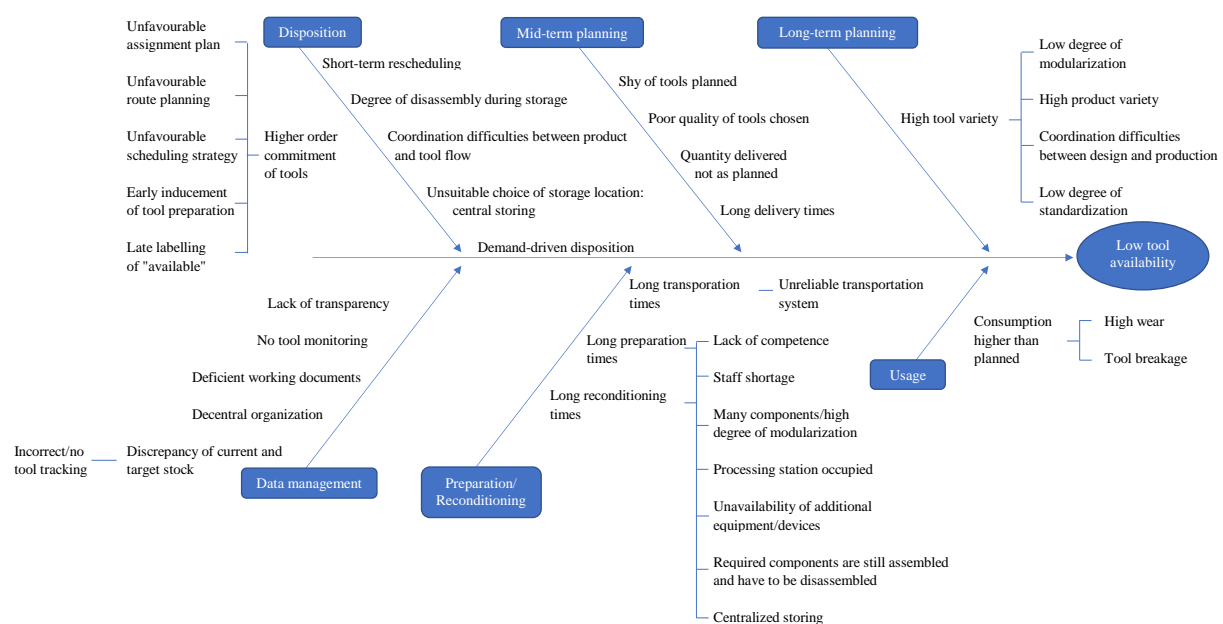 Disposition
Mid-term planning
Long-term planning
Unfavourable
assignment plan
Unfavourable
route planning
Unfavourable
scheduling strategy
Early inducement
of tool preparation
Late labelling
of "available"
Higher order
commitment
of tools
Short-term rescheduling
Degree of disassembly during storage
Coordination difficulties between product
and tool flow
Unsuitable choice of storage location:
central storing
Demand-driven disposition
Shy of tools planned
Poor quality of tools chosen
Quantity delivered
not as planned
Long delivery times
High tool variety
Low degree of
modularization
High product variety
Coordination difficulties
between design and production
Low degree of
standardization
Low tool
availability
Lack of transparency
No tool monitoring
Deficient working documents
Decentral organization
Incorrect/no
tool tracking
Discrepancy of current and
target stock
Data management
Long transporation
times
Unreliable transportation
system
Long preparation
times
Long reconditioning
times
Lack of competence
Staff shortage
Many components/high
degree of modularization
Processing station occupied
Unavailability of additional
equipment/devices
Required components are still assembled
and have to be disassembled
Centralized storing
Preparation/
Reconditioning
Consumption
higher than
planned
High wear
Tool breakage
Usage